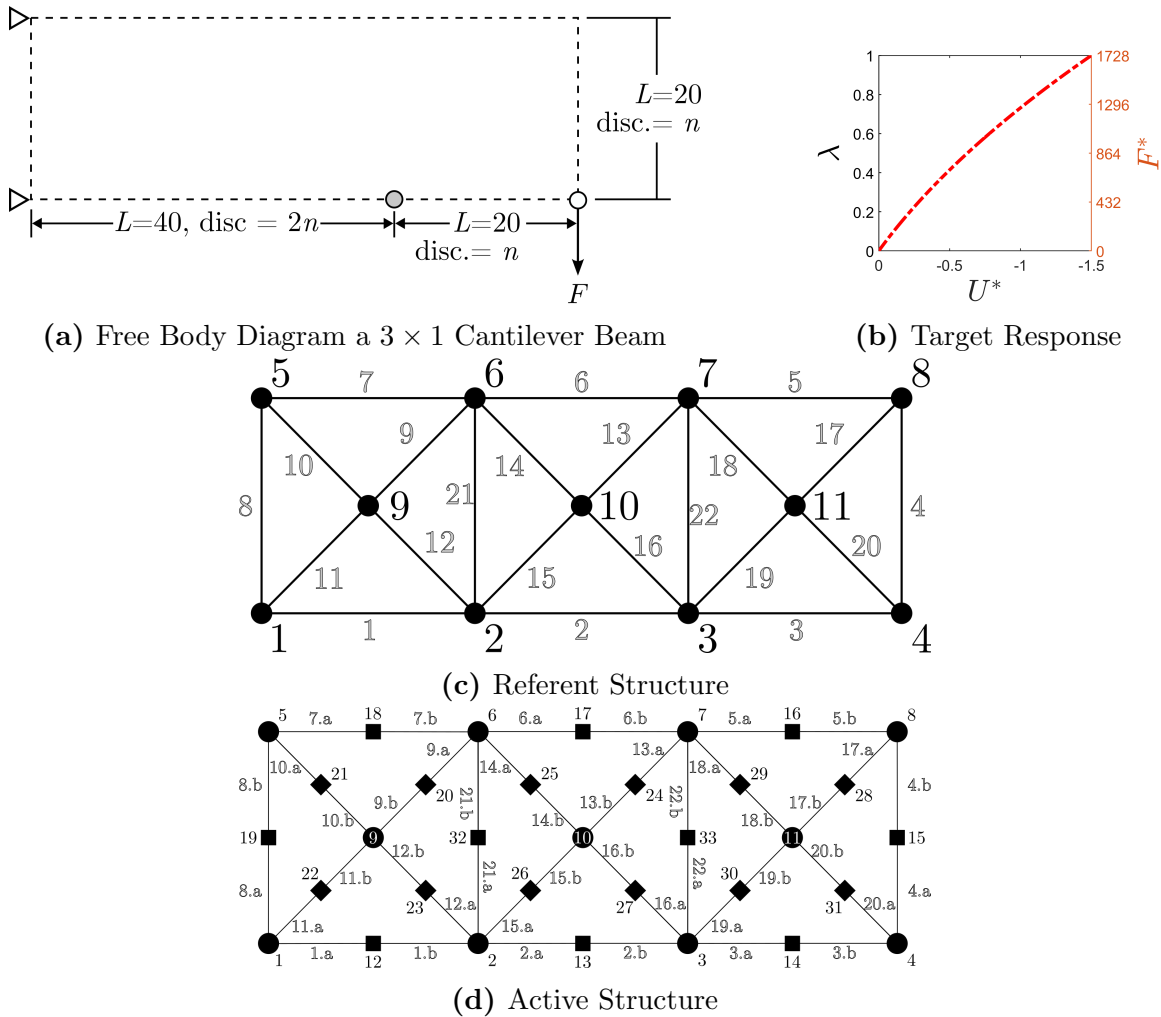 L=20
disc.= n
L=40, disc = 2n
L=20
disc.= n
F
(a) Free Body Diagram a 3 × 1 Cantilever Beam
1
0.8
0.6
0.4
0.2
0
λ
1728
1296
864
432
0
F*
0 -0.5 -1 -1.5
U*
(b) Target Response
5 7 6 6 7 5 8
9 13 17
10 14 18
8 9 21 10 22 11 4
12 16 20
11 15 19
1 1 2 2 3 3 4
(c) Referent Structure
5 7.a 18 7.b 6 6.a 17 6.b 7 5.a 16 5.b 8
9.a 13.a 17.a
10.a 14.a 18.a
8.b 21 20 21.b 25 24 22.b 29 28 4.b
9.b 13.b 17.b
10.b 14.b 18.b
19 9 32 10 33 11 15
12.b 16.b 20.b
22 11.b 21.a 26 15.b 22.a 30 19.b
8.a 23 12.a 27 16.a 31 20.a 4.a
11.a 15.a 19.a
1 1.a 12 1.b 2 2.a 13 2.b 3 3.a 14 3.b 4
(d) Active Structure